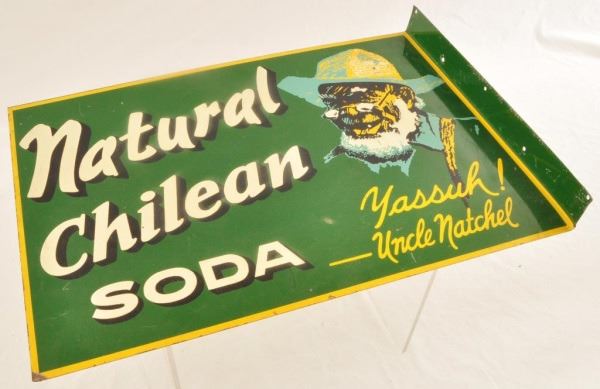 Natural
Chilean
SODA
Yassuh!
— Uncle Natchel